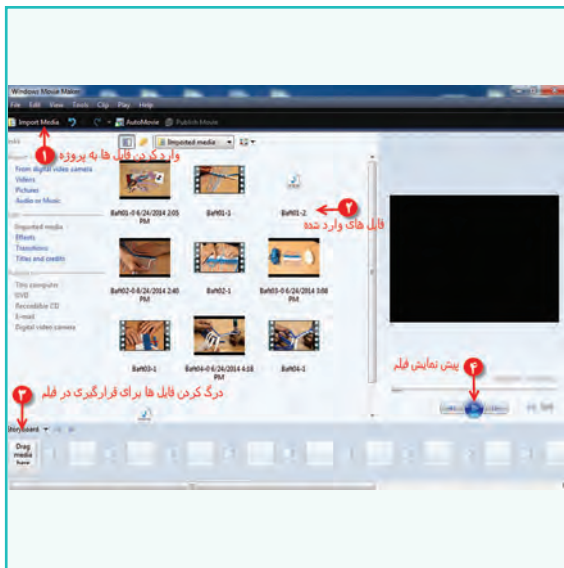 Windows Movie Maker
File Edit View Tools Clip Play Help
Import Media AutoMovie Publish Movie
Imported media
۱ وارد کردن فایل ها به پروژه
From digital video camera
Videos
Pictures
Audio or Music
Imported media
Effects
Transitions
Titles and credits
This computer
DVD
Recordable CD
E-mail
Digital video camera
Baft01-0 6/24/2014 2:05 PM
Baft01-1
Baft01-2
۲
فایل های وارد شده
Baft02-0 6/24/2014 2:40 PM
Baft02-1
Baft03-0 6/24/2014 3:08 PM
Baft03-1
Baft04-0 6/24/2014 4:18 PM
Baft04-1
۴
پیش نمایش فیلم
۳ درگ کردن فایل ها برای قرارگیری در فیلم
Storyboard
Drag
media
here